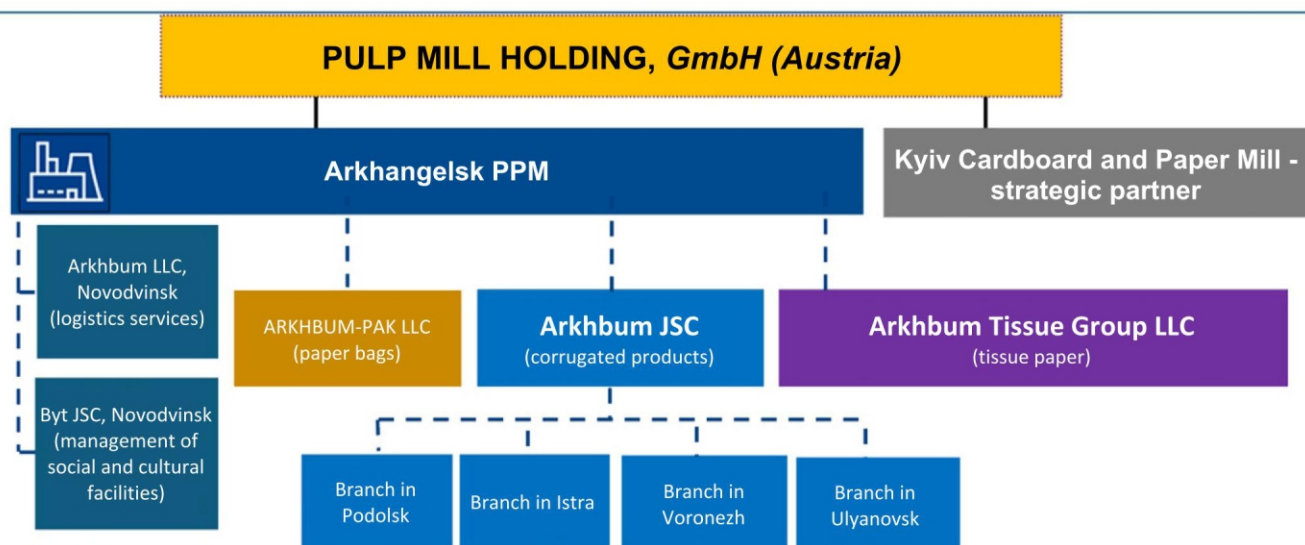 PULP MILL HOLDING, GmbH (Austria)
Arkhangelsk PPM
Kyiv Cardboard and Paper Mill -
strategic partner
Arkhbum LLC,
Novodvinsk
(logistics services)
ARKHBUM-PAK LLC
(paper bags)
Arkhbum JSC
(corrugated products)
Arkhbum Tissue Group LLC
(tissue paper)
Byt JSC, Novodvinsk
(management of
social and cultural
facilities)
Branch in
Podolsk
Branch in Istra
Branch in
Voronezh
Branch in
Ulyanovsk